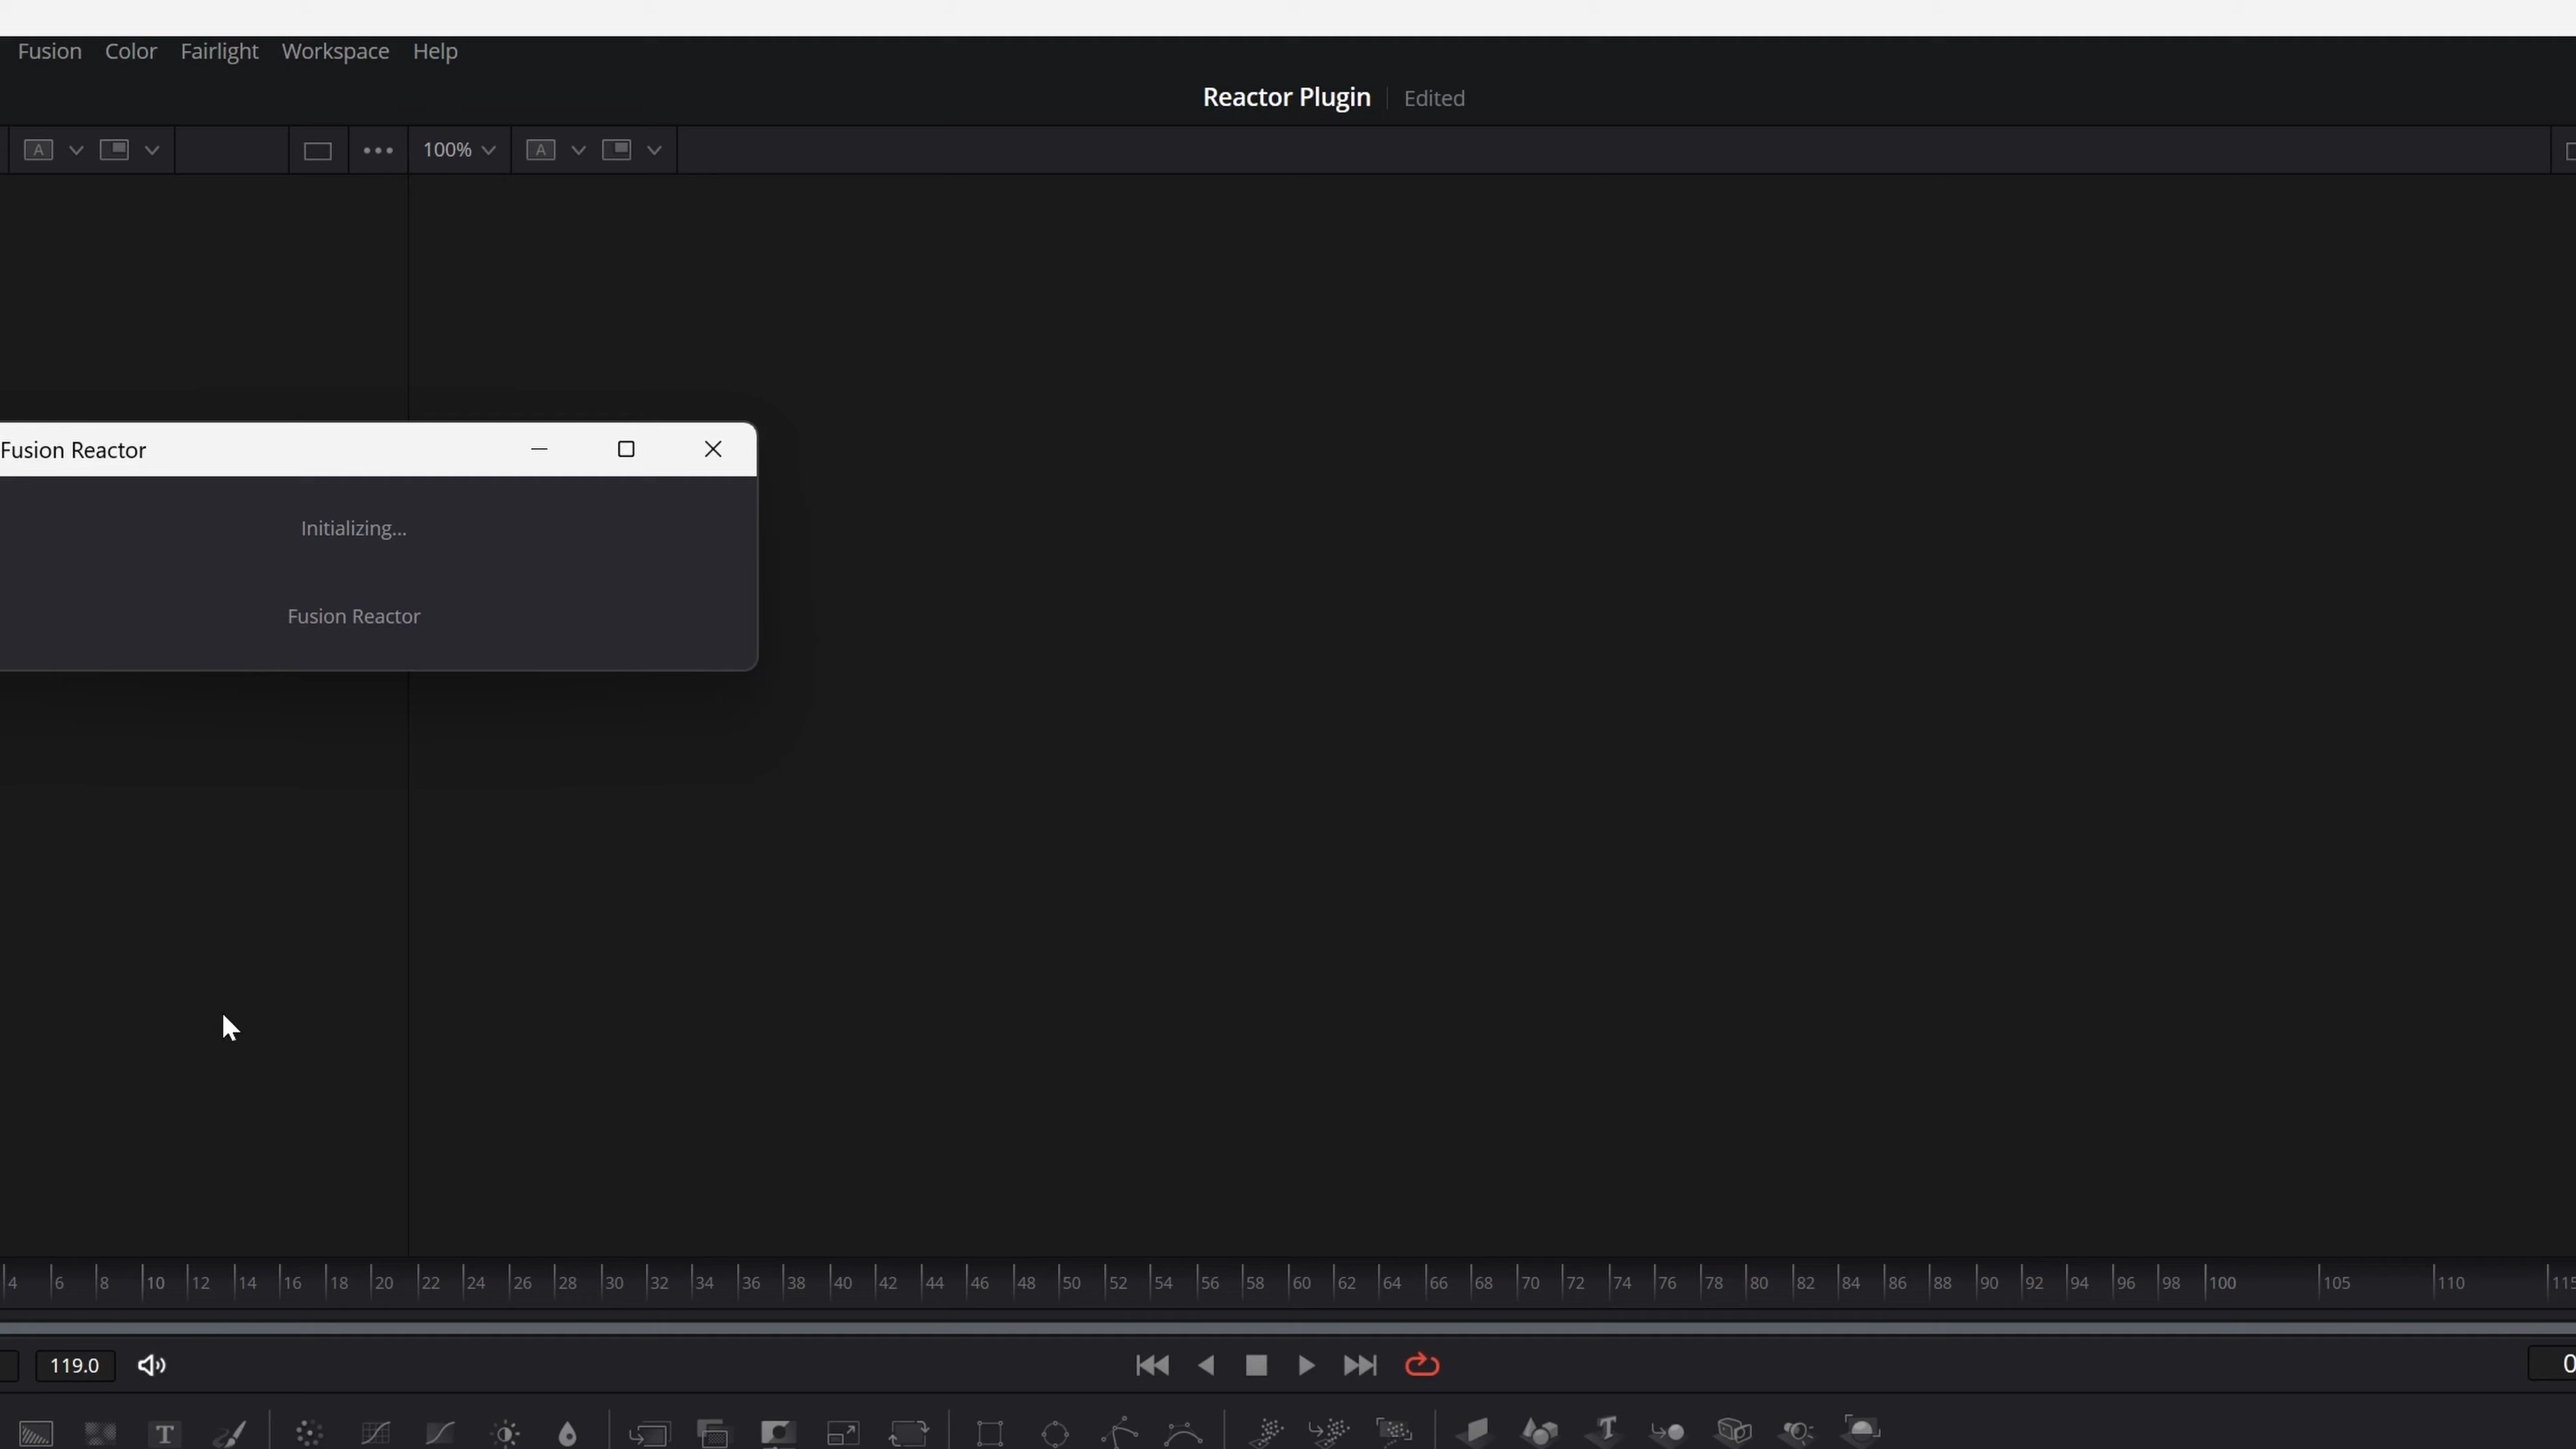 Fusion Color Fairlight Workspace Help
Reactor Plugin Edited
A 100% A
Fusion Reactor
Initializing...
Fusion Reactor
4 6 8 10 12 14 16 18 20 22 24 26 28 30 32 34 36 38 40 42 44 46 48 50 52 54 56 58 60 62 64 66 68 70 72 74 76 78 80 82 84 86 88 90 92 94 96 98 100 105 110 115
119.0 0
T T